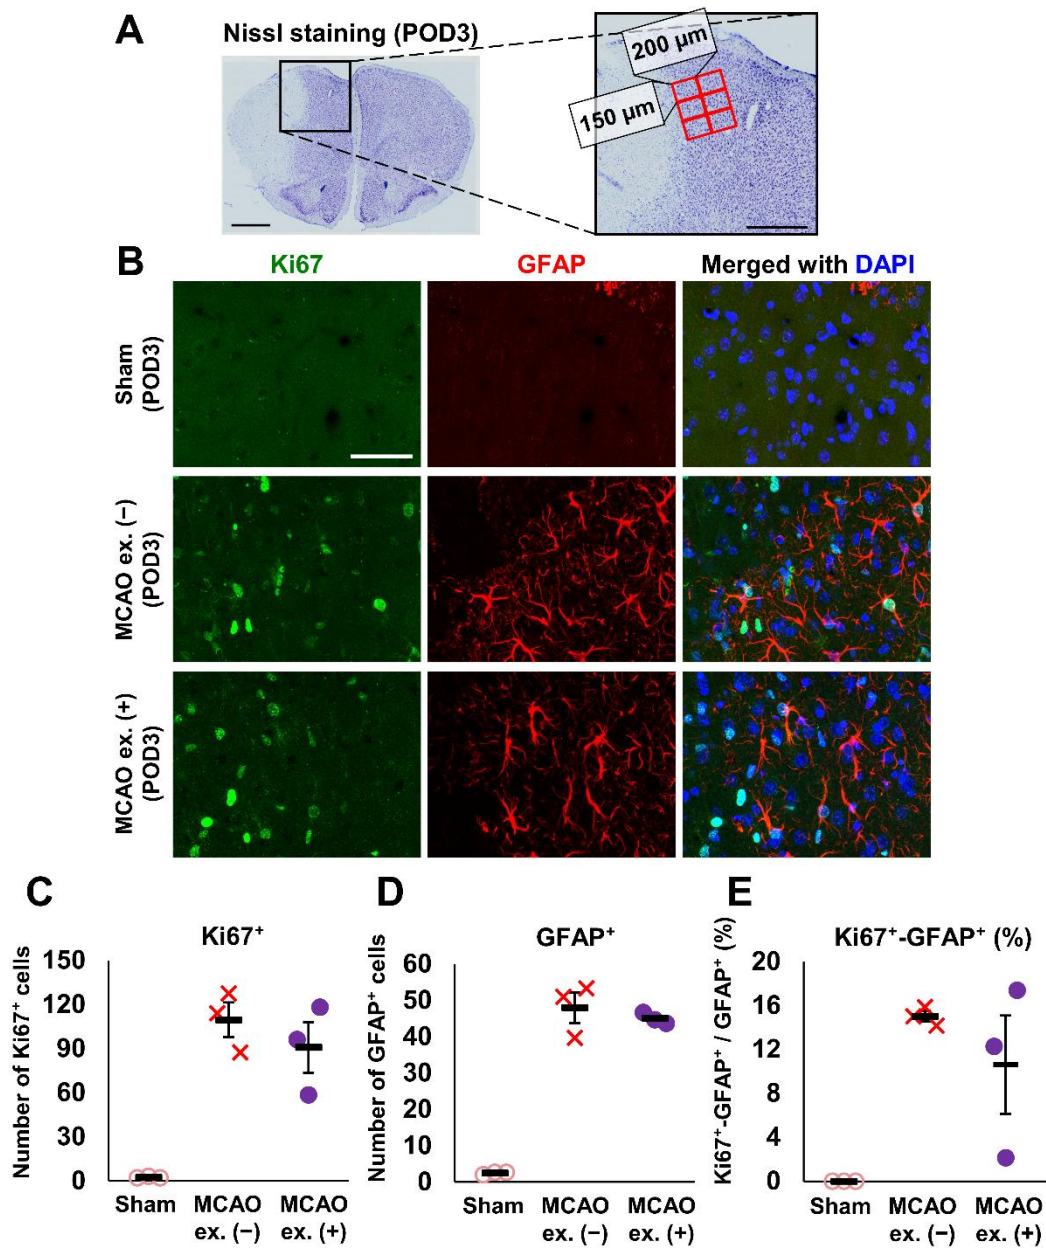 A
Nissl staining (POD3)
200 µm
150 µm
B
Ki67
GFAP
Merged with DAPI
Sham
(POD3)
MCAO ex. (−)
(POD3)
MCAO ex. (+)
(POD3)
C
Ki67⁺
Number of Ki67⁺ cells
150
120
90
60
30
0
Sham
MCAO
ex. (−)
MCAO
ex. (+)
D
GFAP⁺
Number of GFAP⁺ cells
60
50
40
30
20
10
0
Sham
MCAO
ex. (−)
MCAO
ex. (+)
E
Ki67⁺-GFAP⁺ (%)
Ki67⁺-GFAP⁺ / GFAP⁺ (%)
20
16
12
8
4
0
Sham
MCAO
ex. (−)
MCAO
ex. (+)